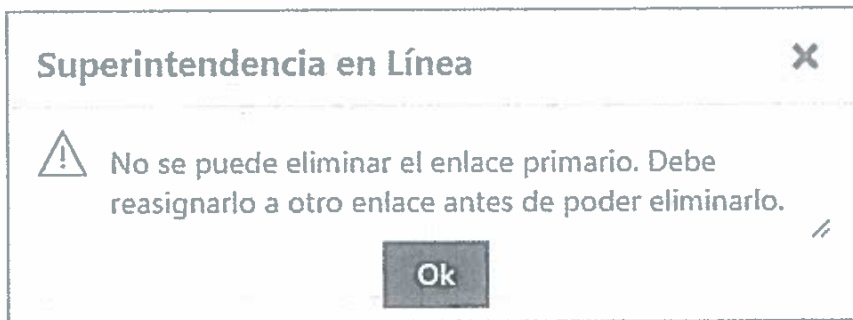 Superintendencia en Línea
No se puede eliminar el enlace primario. Debe
reasignarlo a otro enlace antes de poder eliminarlo.
Ok